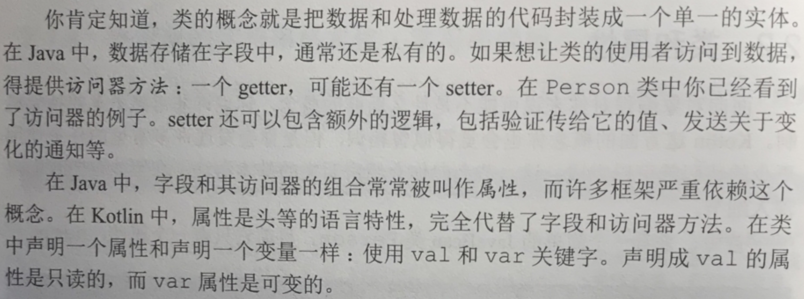 你肯定知道，类的概念就是把数据和处理数据的代码封装成一个单一的实体。
在 Java 中，数据存储在字段中，通常还是私有的。如果想让类的使用者访问到数据，
得提供访问器方法：一个 getter，可能还有一个 setter。在 Person 类中你已经看到
了访问器的例子。setter 还可以包含额外的逻辑，包括验证传给它的值、发送关于变
化的通知等。
在 Java 中，字段和其访问器的组合常常被叫作属性，而许多框架严重依赖这个
概念。在 Kotlin 中，属性是头等的语言特性，完全代替了字段和访问器方法。在类
中声明一个属性和声明一个变量一样：使用 val 和 var 关键字。声明成 val 的属
性是只读的，而 var 属性是可变的。